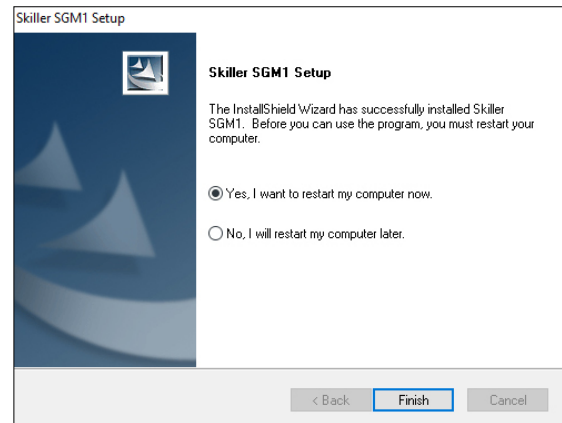 Skiller SGM1 Setup
Skiller SGM1 Setup
The InstallShield Wizard has successfully installed Skiller
SGM1. Before you can use the program, you must restart your
computer.
Yes, I want to restart my computer now.
No, I will restart my computer later.
< Back Finish Cancel